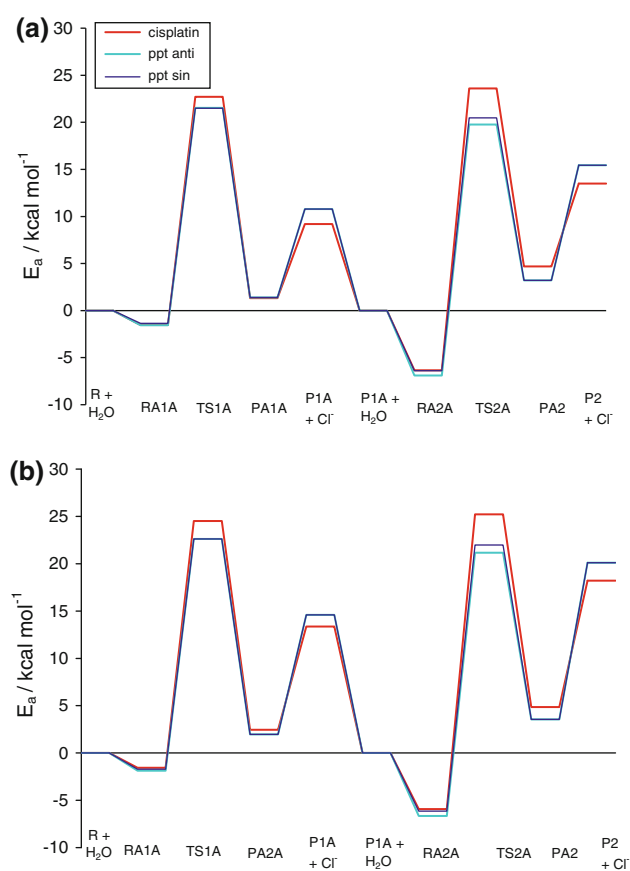 (a)
cisplatin
ppt anti
ppt sin
30
25
20
15
10
5
0
-5
-10
Eₐ / kcal mol⁻¹
R + H₂O
RA1A
TS1A
PA1A
P1A + Cl⁻
P1A + H₂O
RA2A
TS2A
PA2
P2 + Cl⁻
(b)
30
25
20
15
10
5
0
-5
-10
Eₐ / kcal mol⁻¹
R + H₂O
RA1A
TS1A
PA2A
P1A + Cl⁻
P1A + H₂O
RA2A
TS2A
PA2
P2 + Cl⁻